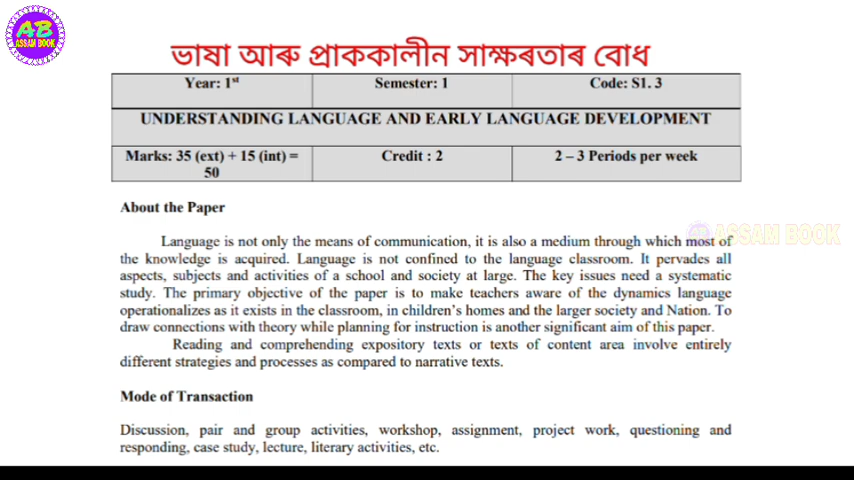 AB
ASSAM BOOK
ভাষা আৰু প্ৰাককালীন সাক্ষৰতাৰ বোধ
Year: 1st
Semester: 1
Code: S1. 3
UNDERSTANDING LANGUAGE AND EARLY LANGUAGE DEVELOPMENT
Marks: 35 (ext) + 15 (int) =
50
Credit : 2
2 – 3 Periods per week
About the Paper
ASSAM BOOK
Language is not only the means of communication, it is also a medium through which most of
the knowledge is acquired. Language is not confined to the language classroom. It pervades all
aspects, subjects and activities of a school and society at large. The key issues need a systematic
study. The primary objective of the paper is to make teachers aware of the dynamics language
operationalizes as it exists in the classroom, in children's homes and the larger society and Nation. To
draw connections with theory while planning for instruction is another significant aim of this paper.
Reading and comprehending expository texts or texts of content area involve entirely
different strategies and processes as compared to narrative texts.
Mode of Transaction
Discussion, pair and group activities, workshop, assignment, project work, questioning and
responding, case study, lecture, literary activities, etc.